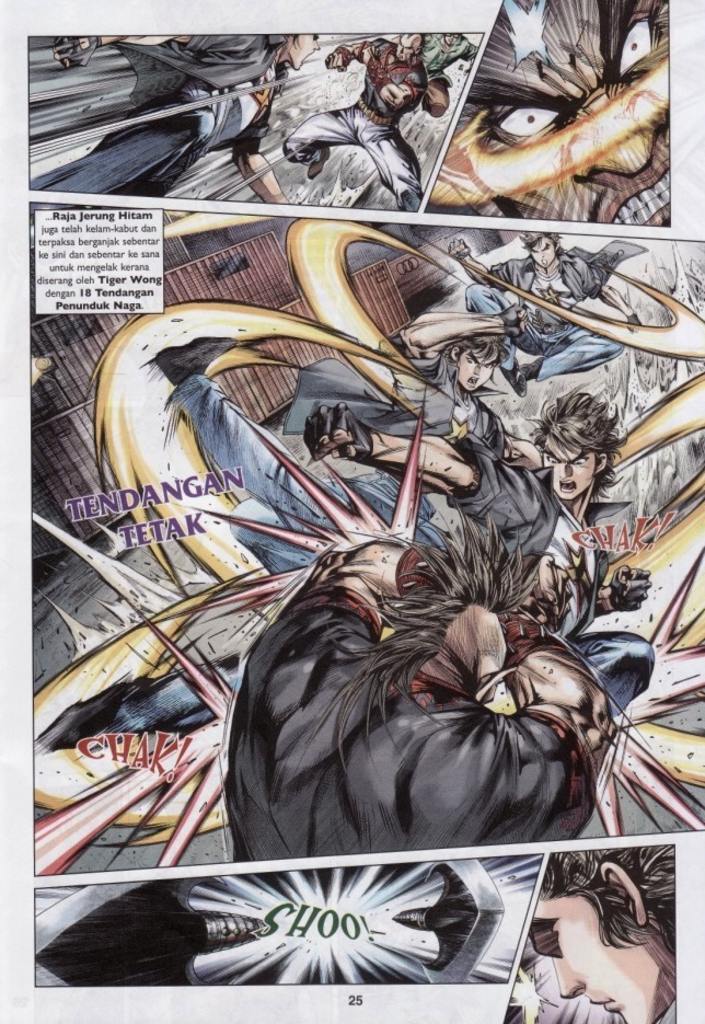 ...Raja Jerung Hitam
juga telah kelam-kabut dan
terpaksa berganjak sebentar
ke sini dan sebentar ke sana
untuk mengelak kerana
diserang oleh Tiger Wong
dengan 18 Tendangan
Penunduk Naga.
TENDANGAN
TETAK
CHAK!
CHAK!
SHOO!
25